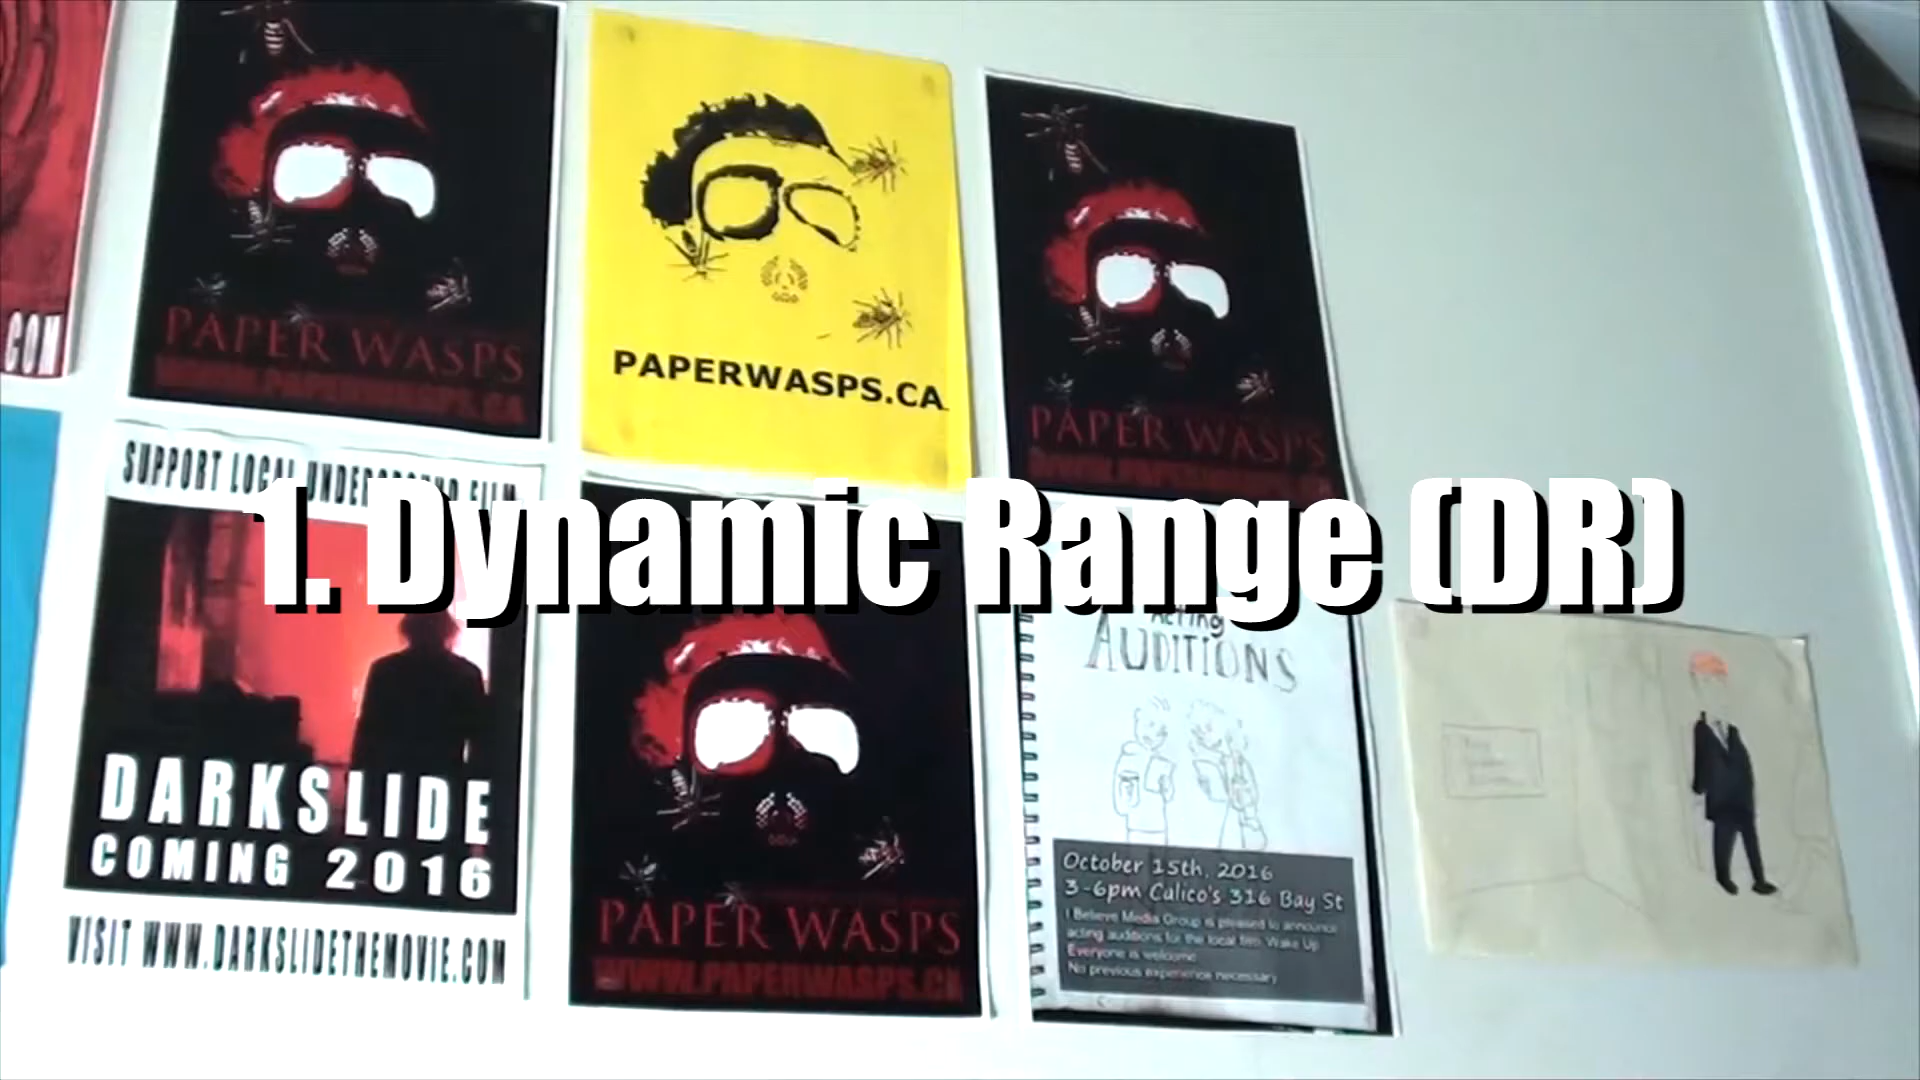 COM
PAPER WASPS
WWW.PAPERWASPS.CA
PAPERWASPS.CA
PAPER WASPS
SUPPORT LOCAL UNDERGROUND FILM
1. Dynamic Range (DR)
DARKSLIDE
COMING 2016
VISIT WWW.DARKSLIDETHEMOVIE.COM
PAPER WASPS
WWW.PAPERWASPS.CA
Acting
AUDITIONS
October 15th, 2016
3-6pm Calico's 316 Bay St
I Believe Media Group is pleased to announce
acting auditions for the local film Wake Up
Everyone is welcome
No previous experience necessary